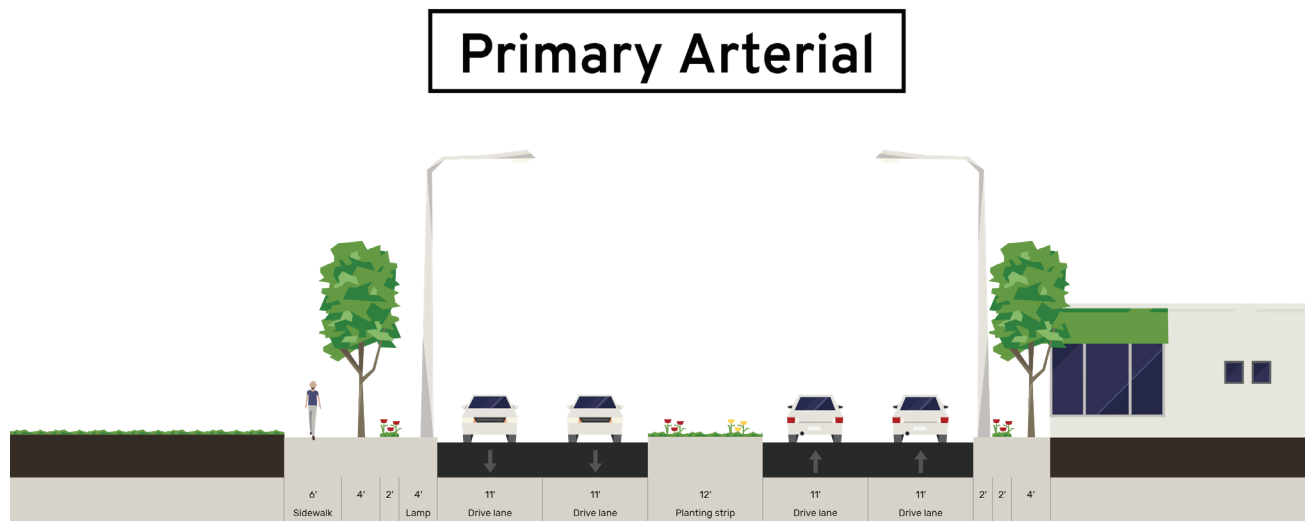 Primary Arterial
6' 4' 2' 4' 11' 11' 12' 11' 11' 2' 2' 4'
Sidewalk Lamp Drive lane Drive lane Planting strip Drive lane Drive lane